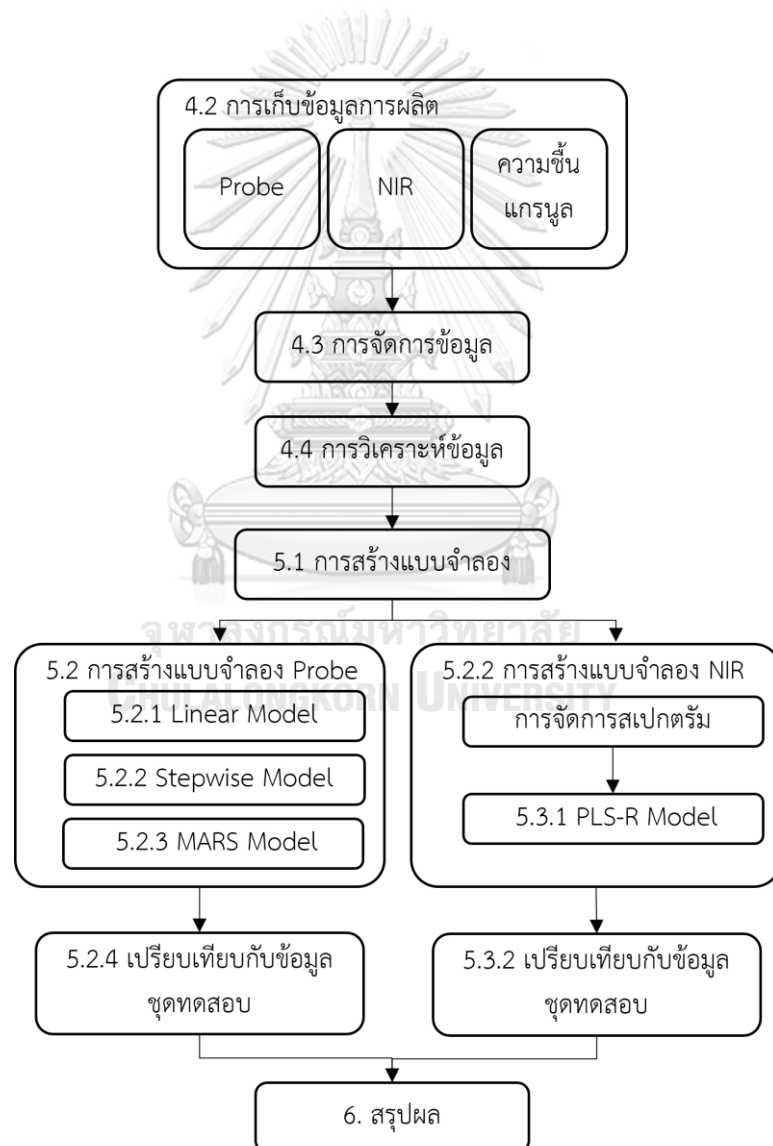 4.2 การเก็บข้อมูลการผลิต
Probe
NIR
ความชื้น
แกรนูล
4.3 การจัดการข้อมูล
4.4 การวิเคราะห์ข้อมูล
5.1 การสร้างแบบจำลอง
จุฬาลงกรณ์มหาวิทยาลัย
CHULALONGKORN UNIVERSITY
5.2 การสร้างแบบจำลอง Probe
5.2.1 Linear Model
5.2.2 Stepwise Model
5.2.3 MARS Model
5.2.2 การสร้างแบบจำลอง NIR
การจัดการสเปกตรัม
5.3.1 PLS-R Model
5.2.4 เปรียบเทียบกับข้อมูล
ชุดทดสอบ
5.3.2 เปรียบเทียบกับข้อมูล
ชุดทดสอบ
6. สรุปผล